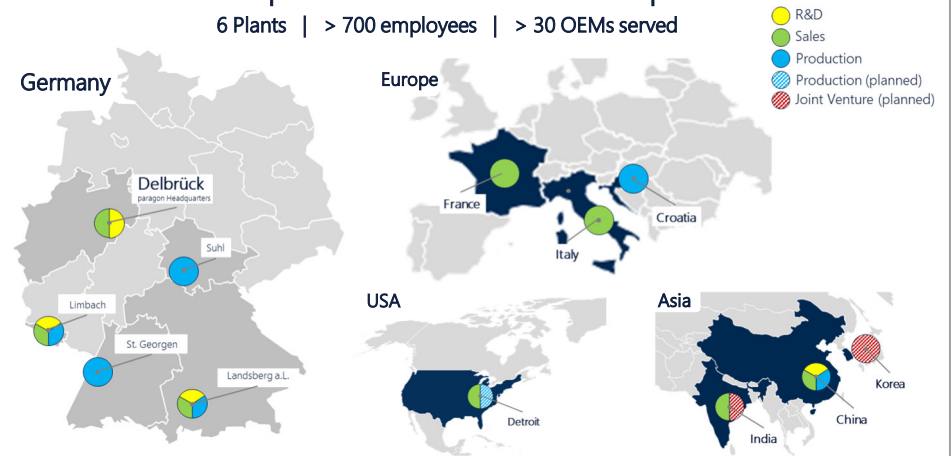 6 Plants | > 700 employees | > 30 OEMs served
R&D
Sales
Production
Production (planned)
Joint Venture (planned)
Germany
Delbrück
paragon Headquarters
Suhl
Limbach
St. Georgen
Landsberg a.L.
Europe
France
Italy
Croatia
USA
Detroit
Asia
Korea
China
India